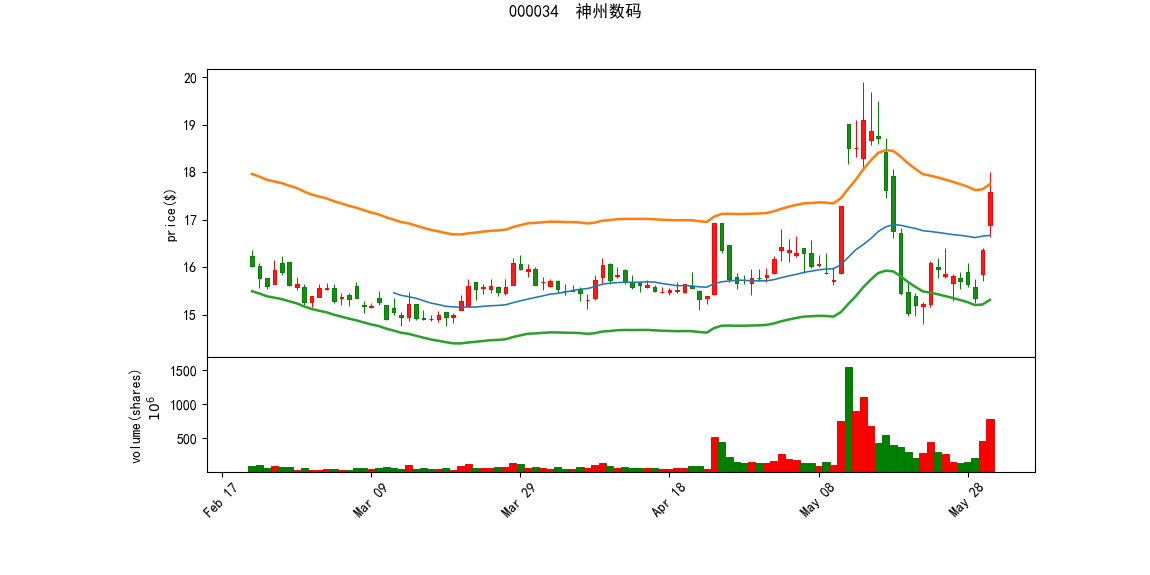 000034 神州数码
20
19
18
17
16
15
price($)
1500
1000
500
volume(shares)
10^6
Feb 17
Mar 09
Mar 29
Apr 18
May 08
May 28